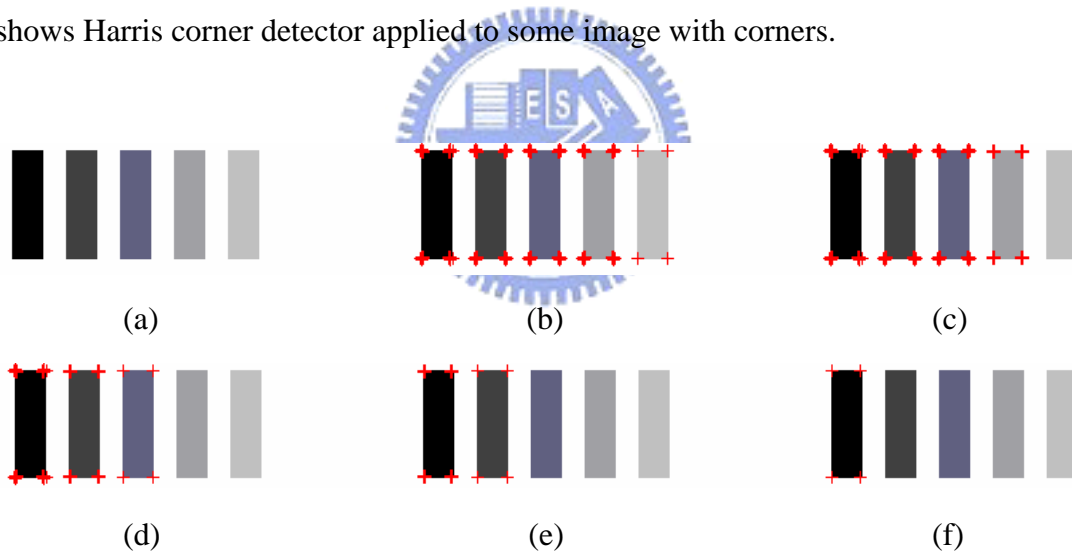 shows Harris corner detector applied to some image with corners.
E S A
(a) (b) (c)
(d) (e) (f)